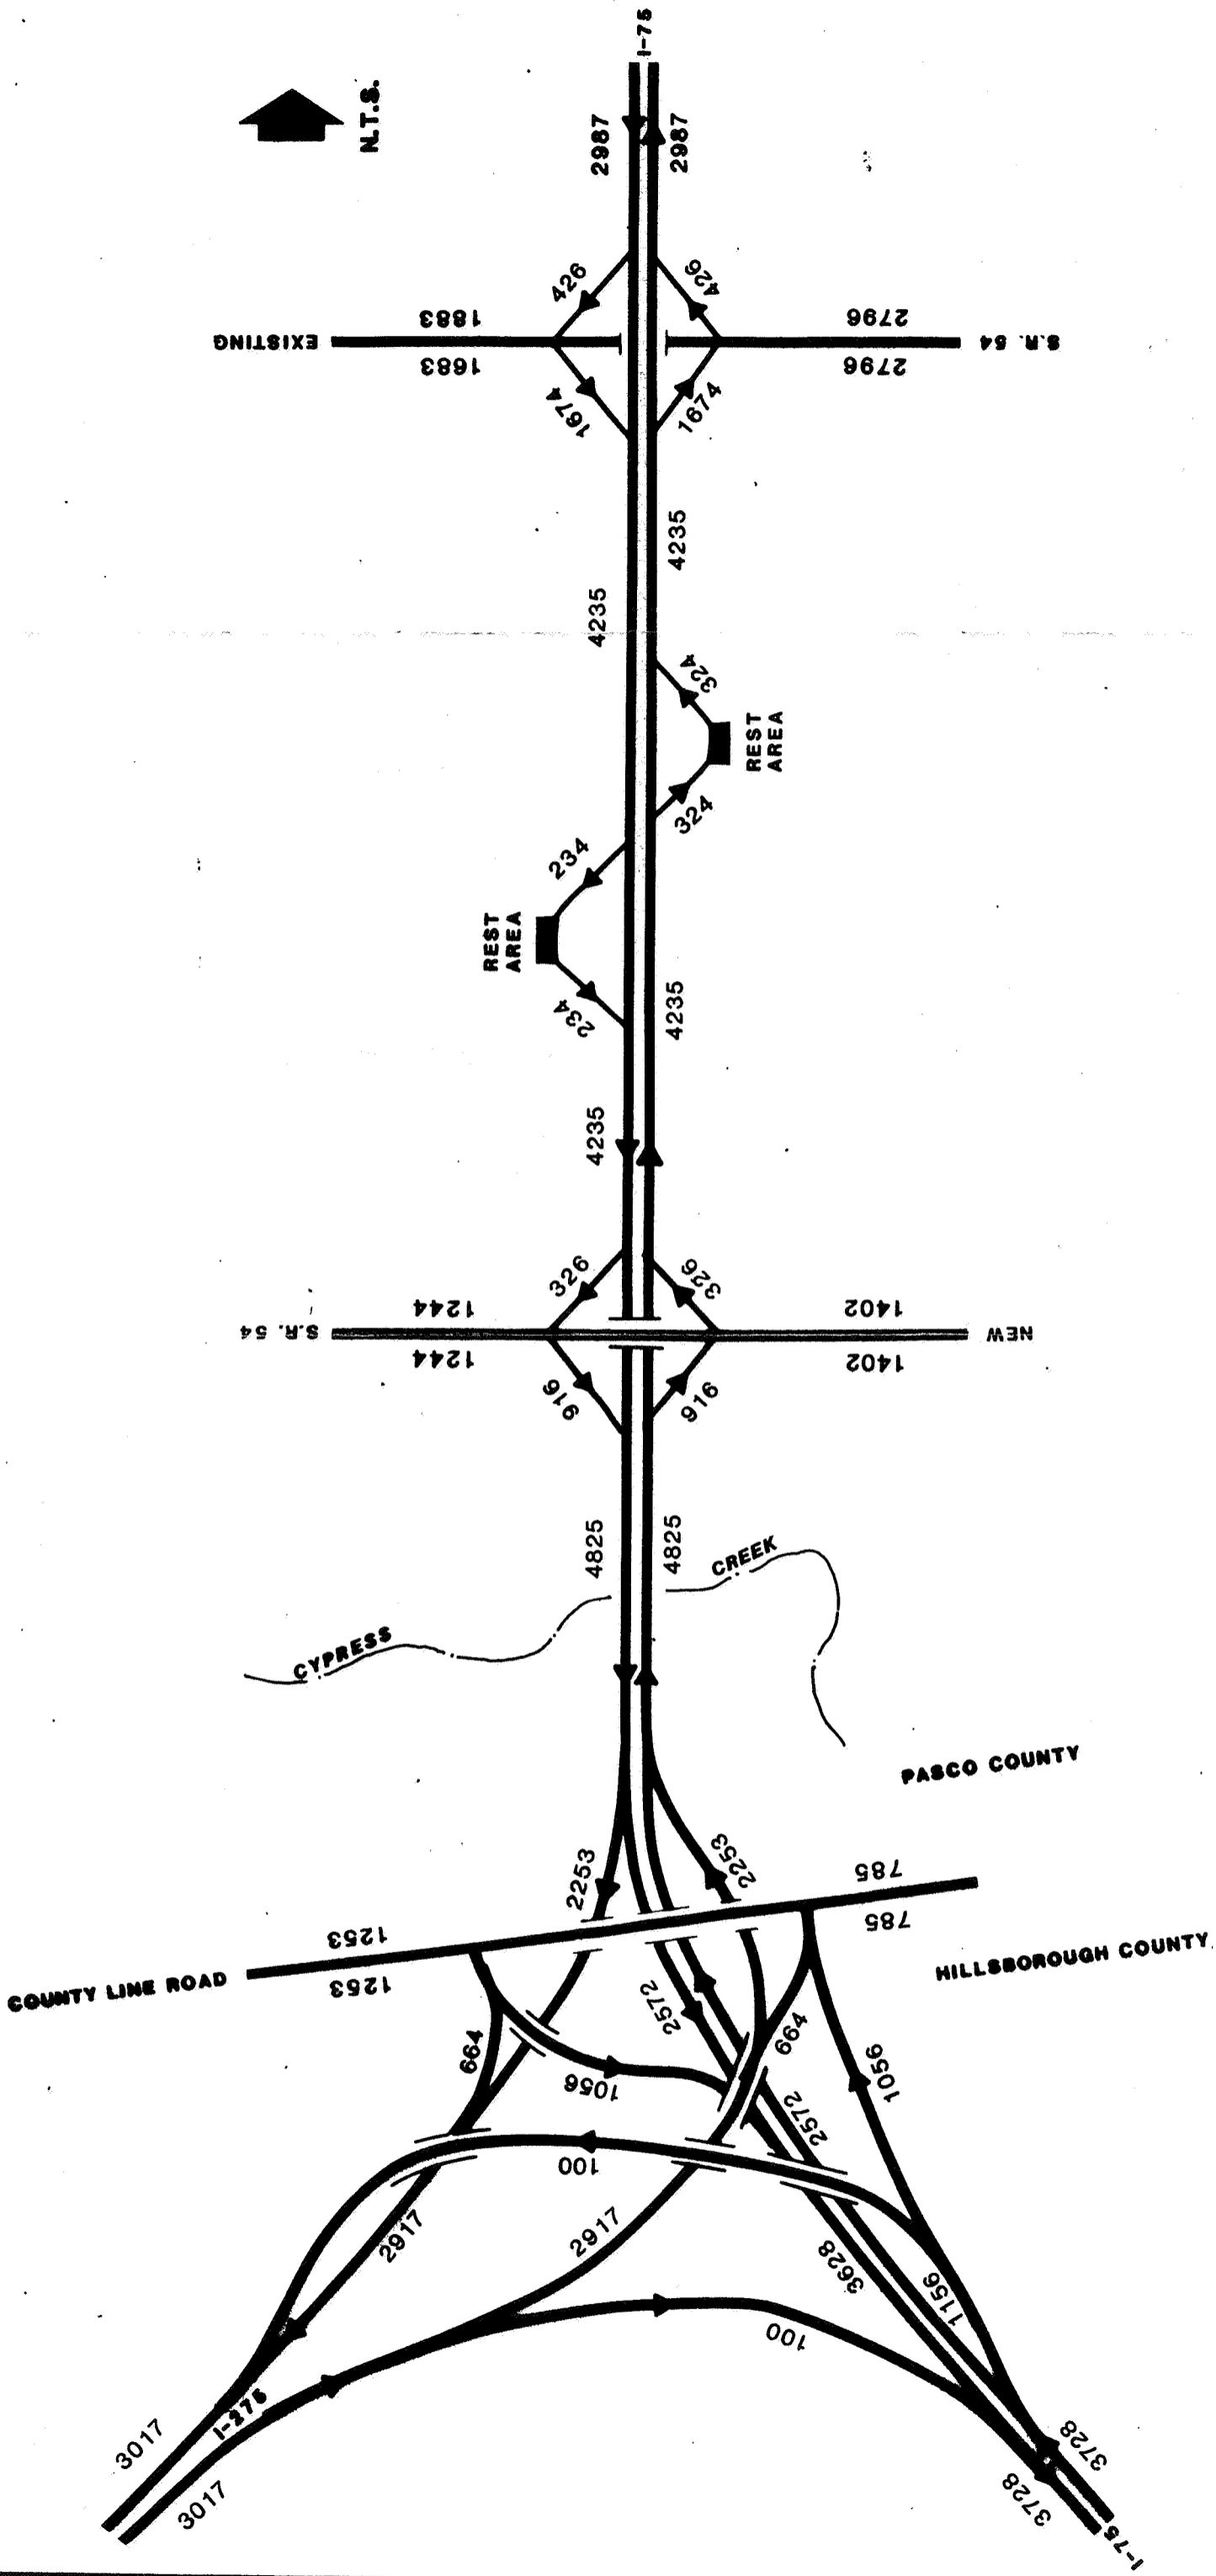 I-75
N.T.S.
2987
2987
426
426
1883
2796
EXISTING
S.R. 54
1683
2796
1674
1674
4235
4235
324
REST
AREA
324
234
REST
AREA
234
4235
4235
326
326
1244
1402
S.R. 54
NEW
1244
1402
916
916
4825
4825
CREEK
CYPRESS
PASCO COUNTY
2253
2253
785
785
1253
1253
COUNTY LINE ROAD
HILLSBOROUGH COUNTY
2572
664
664
1056
1056
2572
100
2917
2917
3628
1156
100
I-275
3017
3017
3728
3728
I-75